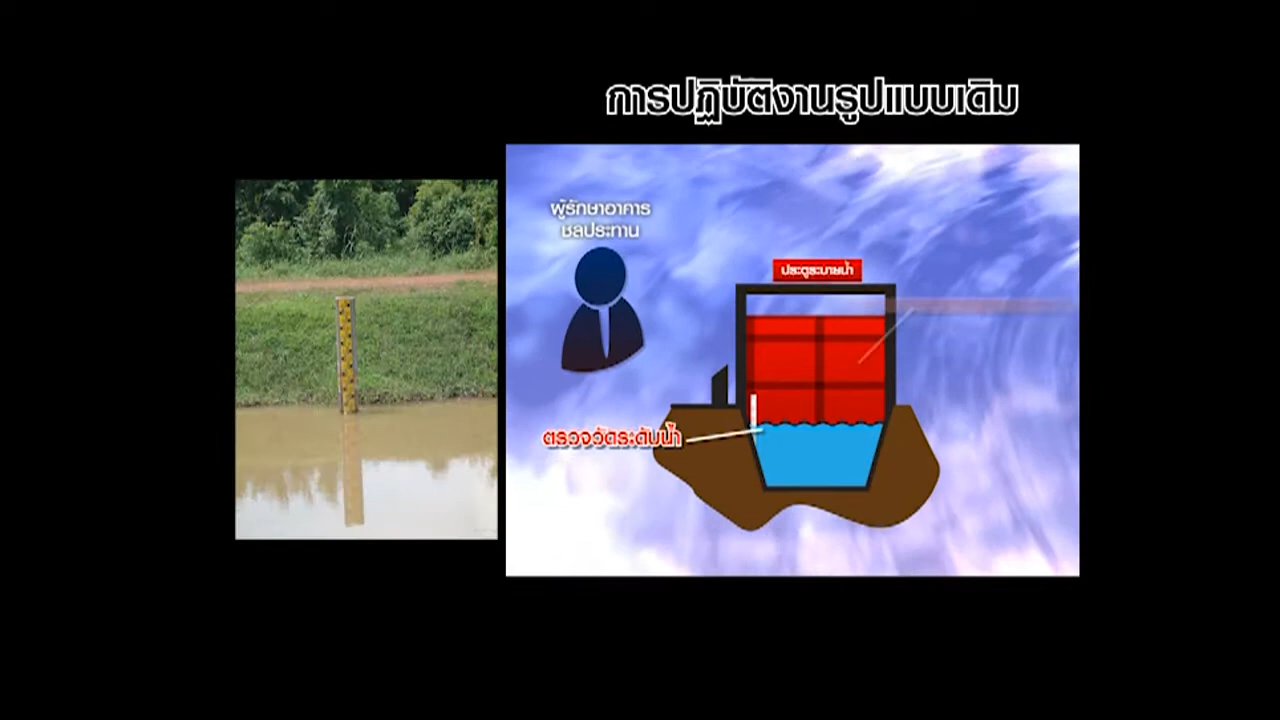 การปฏิบัติงานรูปแบบเดิม
ผู้รักษาอาคาร
ชลประทาน
ประตูระบายน้ำ
ตรวจวัดระดับน้ำ